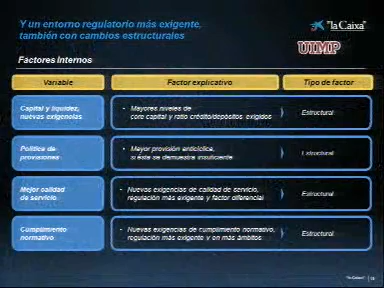 Y un entorno regulatorio más exigente,
también con cambios estructurales
"la Caixa"
UIMP
Factores Internos
Variable
Factor explicativo
Tipo de factor
Capital y liquidez,
nuevas exigencias
• Mayores niveles de
core capital y ratio crédito/depósitos exigidos
Estructural
Política de
provisiones
• Mayor provisión anticíclica,
si ésta se demuestra insuficiente
Estructural
Mejor calidad
de servicio
• Nuevas exigencias de calidad de servicio,
regulación más exigente y factor diferencial
Estructural
Cumplimiento
normativo
• Nuevas exigencias de cumplimiento normativo,
regulación más exigente y en más ámbitos
Estructural
"la Caixa"